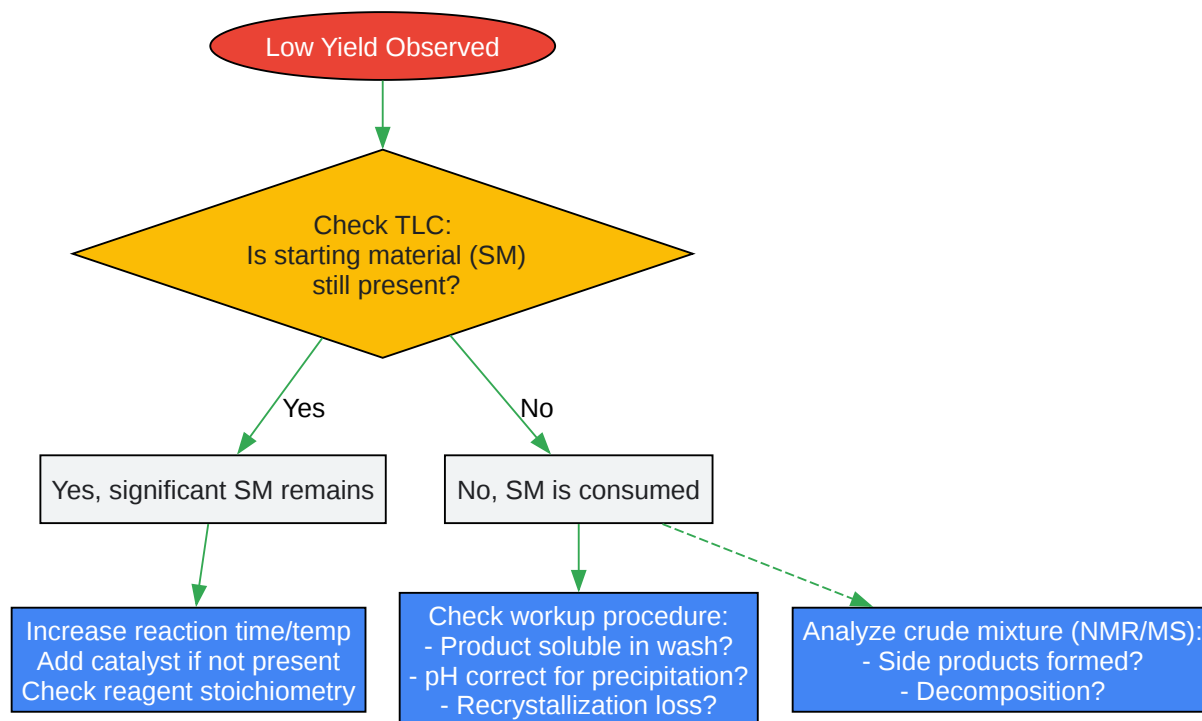 Low Yield Observed
Check TLC:
Is starting material (SM)
still present?
Yes
No
Yes, significant SM remains
No, SM is consumed
Increase reaction time/temp
Add catalyst if not present
Check reagent stoichiometry
Check workup procedure:
- Product soluble in wash?
- pH correct for precipitation?
- Recrystallization loss?
Analyze crude mixture (NMR/MS):
- Side products formed?
- Decomposition?